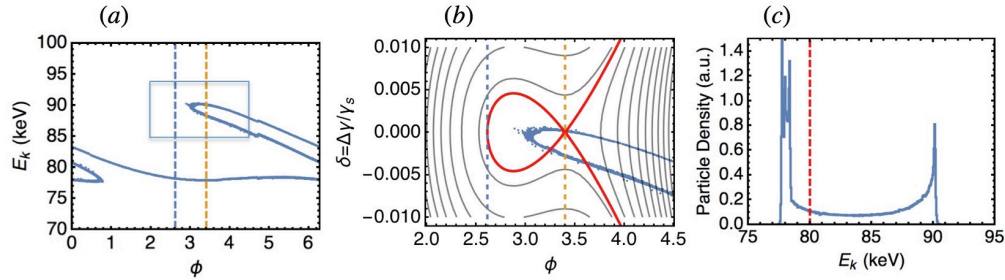 (a)
100
95
90
85
80
75
70
E_k (keV)
0 1 2 3 4 5 6
ϕ
(b)
0.010
0.005
0.000
−0.005
−0.010
δ=Δγ/γ_s
2.0 2.5 3.0 3.5 4.0 4.5
ϕ
(c)
1.4
1.2
1.0
0.8
0.6
0.4
0.2
0.0
Particle Density (a.u.)
75 80 85 90 95
E_k (keV)